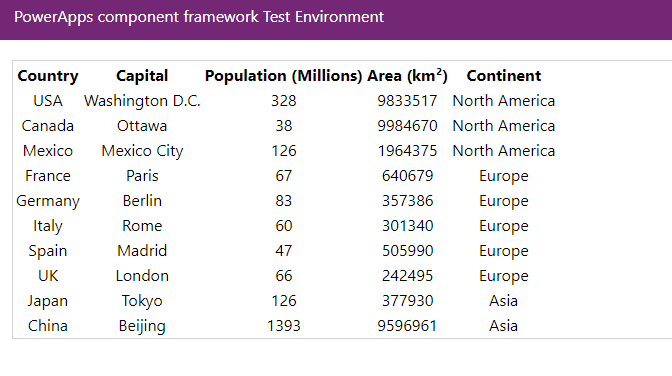 PowerApps component framework Test Environment
Country Capital Population (Millions) Area (km²) Continent
USA Washington D.C. 328 9833517 North America
Canada Ottawa 38 9984670 North America
Mexico Mexico City 126 1964375 North America
France Paris 67 640679 Europe
Germany Berlin 83 357386 Europe
Italy Rome 60 301340 Europe
Spain Madrid 47 505990 Europe
UK London 66 242495 Europe
Japan Tokyo 126 377930 Asia
China Beijing 1393 9596961 Asia